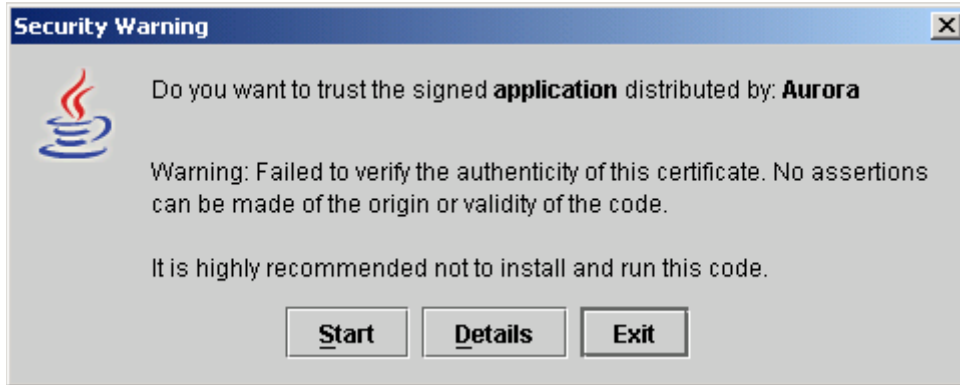 Security Warning
Do you want to trust the signed application distributed by: Aurora
Warning: Failed to verify the authenticity of this certificate. No assertions
can be made of the origin or validity of the code.
It is highly recommended not to install and run this code.
Start Details Exit